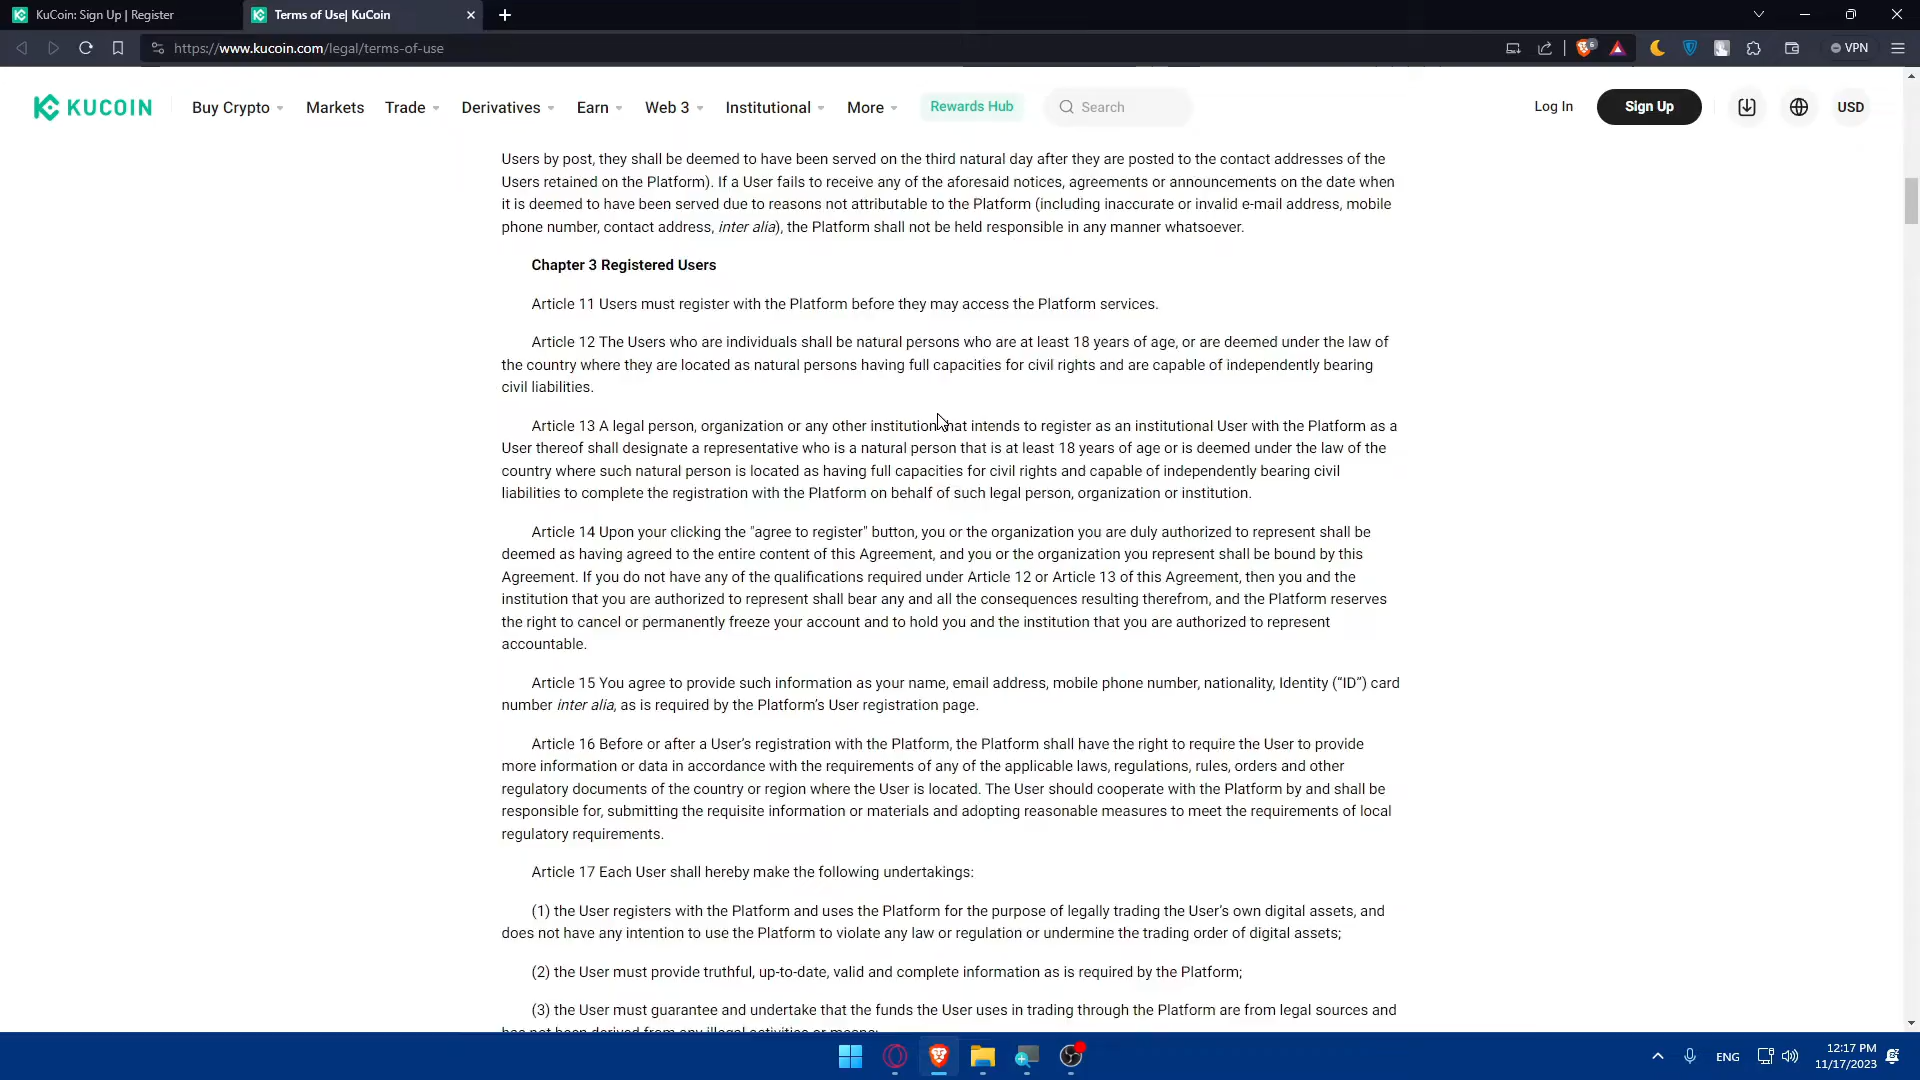 KuCoin: Sign Up | Register
Terms of Use| KuCoin
https://www.kucoin.com/legal/terms-of-use
6
VPN
KUCOIN
Buy Crypto
Markets
Trade
Derivatives
Earn
Web 3
Institutional
More
Rewards Hub
Search
Log In
Sign Up
USD
Users by post, they shall be deemed to have been served on the third natural day after they are posted to the contact addresses of the
Users retained on the Platform). If a User fails to receive any of the aforesaid notices, agreements or announcements on the date when
it is deemed to have been served due to reasons not attributable to the Platform (including inaccurate or invalid e-mail address, mobile
phone number, contact address, inter alia), the Platform shall not be held responsible in any manner whatsoever.
Chapter 3 Registered Users
Article 11 Users must register with the Platform before they may access the Platform services.
Article 12 The Users who are individuals shall be natural persons who are at least 18 years of age, or are deemed under the law of
the country where they are located as natural persons having full capacities for civil rights and are capable of independently bearing
civil liabilities.
Article 13 A legal person, organization or any other institution that intends to register as an institutional User with the Platform as a
User thereof shall designate a representative who is a natural person that is at least 18 years of age or is deemed under the law of the
country where such natural person is located as having full capacities for civil rights and capable of independently bearing civil
liabilities to complete the registration with the Platform on behalf of such legal person, organization or institution.
Article 14 Upon your clicking the "agree to register" button, you or the organization you are duly authorized to represent shall be
deemed as having agreed to the entire content of this Agreement, and you or the organization you represent shall be bound by this
Agreement. If you do not have any of the qualifications required under Article 12 or Article 13 of this Agreement, then you and the
institution that you are authorized to represent shall bear any and all the consequences resulting therefrom, and the Platform reserves
the right to cancel or permanently freeze your account and to hold you and the institution that you are authorized to represent
accountable.
Article 15 You agree to provide such information as your name, email address, mobile phone number, nationality, Identity (“ID”) card
number inter alia, as is required by the Platform’s User registration page.
Article 16 Before or after a User’s registration with the Platform, the Platform shall have the right to require the User to provide
more information or data in accordance with the requirements of any of the applicable laws, regulations, rules, orders and other
regulatory documents of the country or region where the User is located. The User should cooperate with the Platform by and shall be
responsible for, submitting the requisite information or materials and adopting reasonable measures to meet the requirements of local
regulatory requirements.
Article 17 Each User shall hereby make the following undertakings:
(1) the User registers with the Platform and uses the Platform for the purpose of legally trading the User’s own digital assets, and
does not have any intention to use the Platform to violate any law or regulation or undermine the trading order of digital assets;
(2) the User must provide truthful, up-to-date, valid and complete information as is required by the Platform;
(3) the User must guarantee and undertake that the funds the User uses in trading through the Platform are from legal sources and
has not been derived from any illegal activities or means;
ENG
12:17 PM
11/17/2023